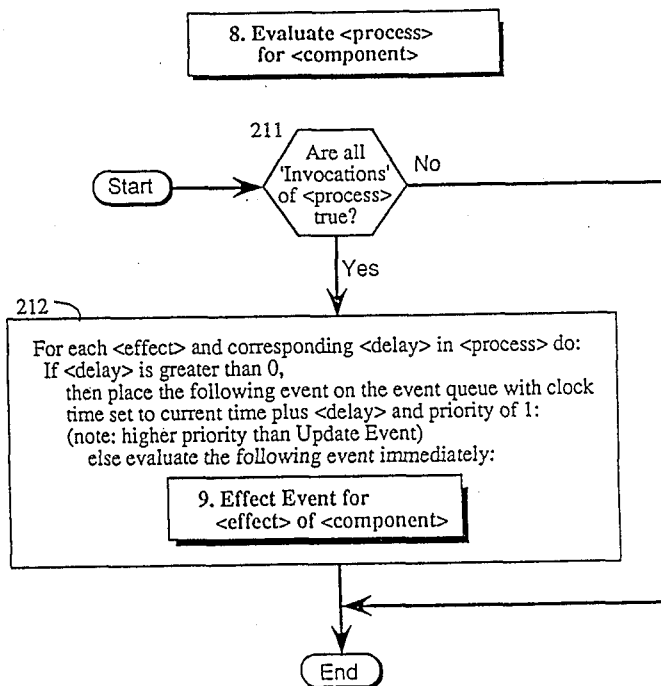 8. Evaluate <process>
for <component>
211
Are all
'Invocations'
of <process>
true?
No
Start
Yes
212
For each <effect> and corresponding <delay> in <process> do:
If <delay> is greater than 0,
then place the following event on the event queue with clock
time set to current time plus <delay> and priority of 1:
(note: higher priority than Update Event)
else evaluate the following event immediately:
9. Effect Event for
<effect> of <component>
End